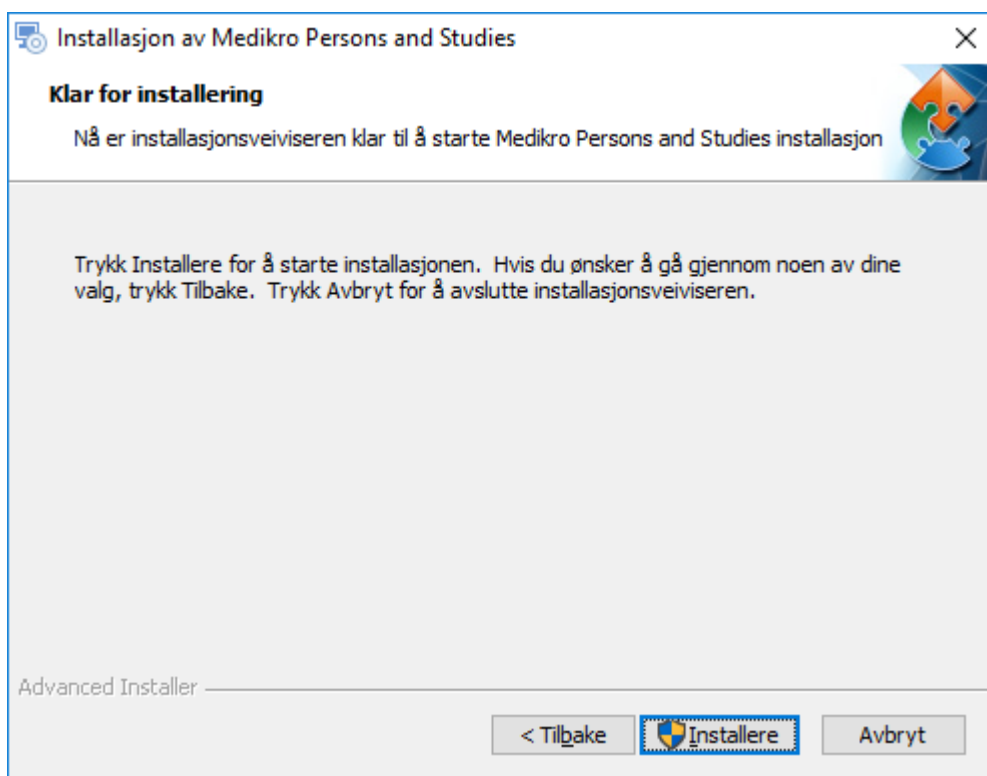 Installasjon av Medikro Persons and Studies
Klar for installering
Nå er installasjonsveiviseren klar til å starte Medikro Persons and Studies installasjon
Trykk Installere for å starte installasjonen.  Hvis du ønsker å gå gjennom noen av dine
valg, trykk Tilbake.  Trykk Avbryt for å avslutte installasjonsveiviseren.
Advanced Installer
< Tilbake
Installere
Avbryt